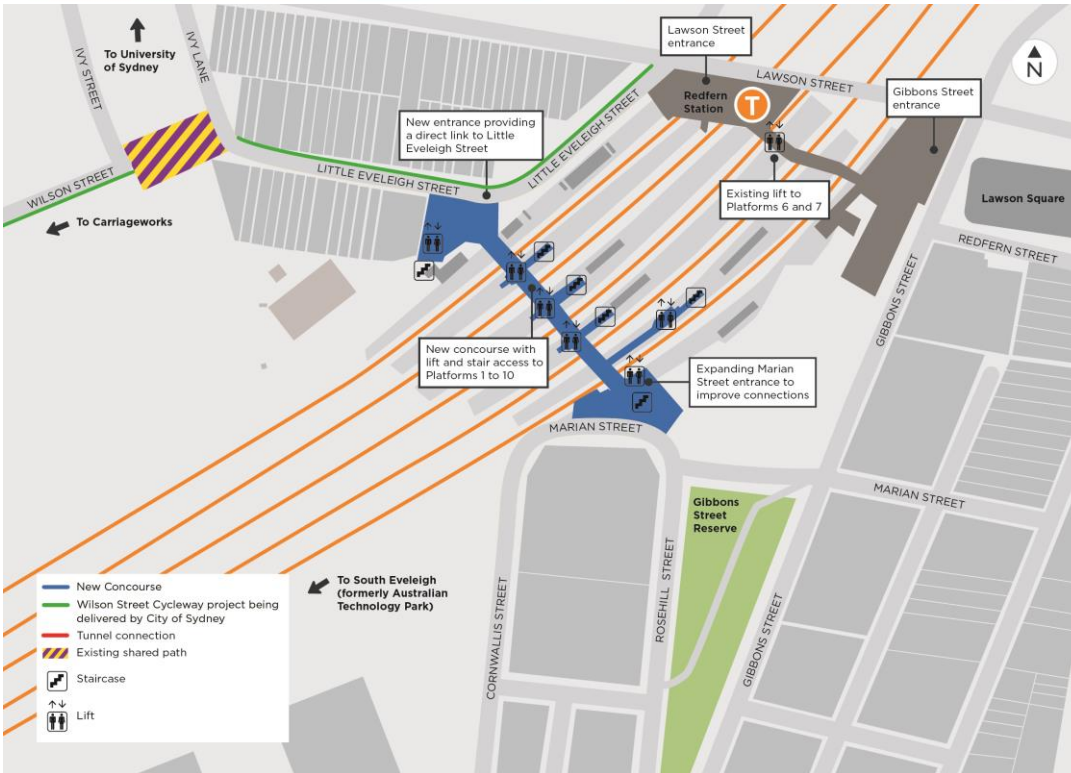 To University
of Sydney
IVY STREET
IVY LANE
Lawson Street
entrance
LAWSON STREET
N
Redfern
Station
T
Gibbons Street
entrance
New entrance providing
a direct link to Little
Eveleigh Street
LITTLE EVELEIGH STREET
LITTLE EVELEIGH STREET
WILSON STREET
To Carriageworks
Existing lift to
Platforms 6 and 7
Lawson Square
REDFERN STREET
GIBBONS STREET
New concourse with
lift and stair access to
Platforms 1 to 10
Expanding Marian
Street entrance to
improve connections
MARIAN STREET
MARIAN STREET
Gibbons
Street
Reserve
To South Eveleigh
(formerly Australian
Technology Park)
CORNWALLIS STREET
ROSEHILL STREET
GIBBONS STREET
New Concourse
Wilson Street Cycleway project being
delivered by City of Sydney
Tunnel connection
Existing shared path
Staircase
Lift